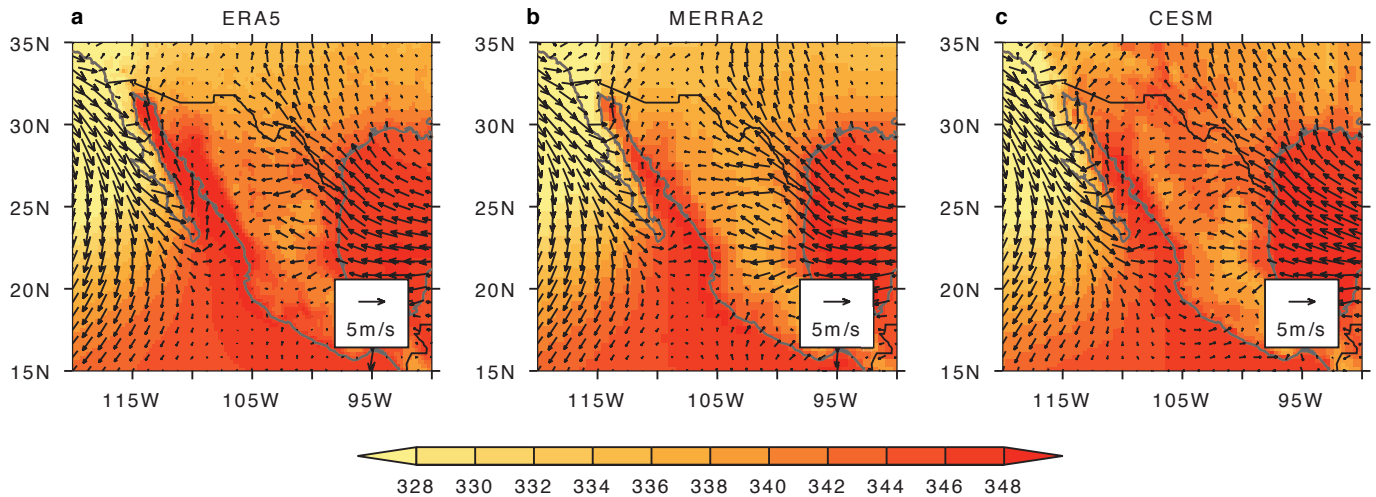 a ERA5
b MERRA2
c CESM
35N 35N 35N
30N 30N 30N
25N 25N 25N
20N 20N 20N
5m/s 5m/s 5m/s
15N 15N 15N
115W 105W 95W 115W 105W 95W 115W 105W 95W
328 330 332 334 336 338 340 342 344 346 348